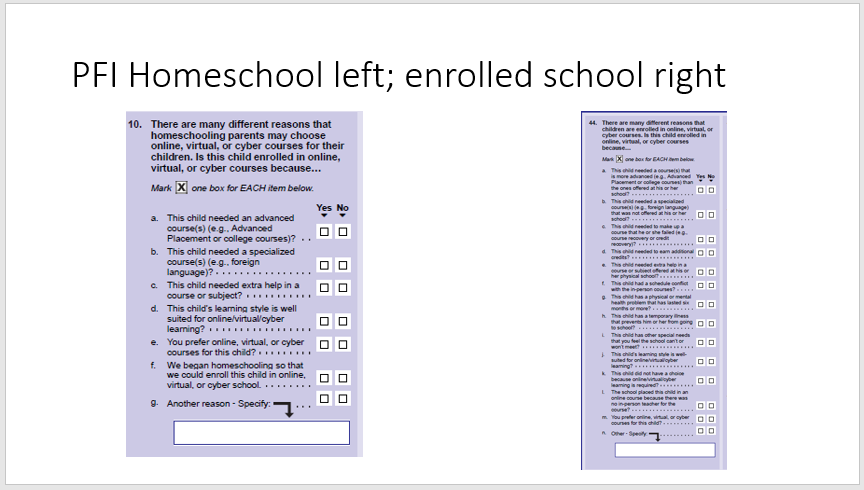 PFI Homeschool left; enrolled school right
10. There are many different reasons that
homeschooling parents may choose
online, virtual, or cyber courses for their
children. Is this child enrolled in online,
virtual, or cyber courses because...
Mark X one box for EACH item below.
Yes No
a. This child needed an advanced
course(s) (e.g., Advanced
Placement or college courses)? . .
b. This child needed a specialized
course(s) (e.g., foreign
language)? . . . . . . . . . . . . . . . .
c. This child needed extra help in a
course or subject? . . . . . . . . . . .
d. This child's learning style is well
suited for online/virtual/cyber
learning? . . . . . . . . . . . . . . . . .
e. You prefer online, virtual, or cyber
courses for this child? . . . . . . . . .
f. We began homeschooling so that
we could enroll this child in online,
virtual, or cyber school. . . . . . . . .
g. Another reason - Specify: . . .
44. There are many different reasons that
children are enrolled in online, virtual, or
cyber courses. Is this child enrolled in
online, virtual, or cyber courses
because...
Mark X one box for EACH item below.
Yes No
a. This child needed a course(s) that
is more advanced (e.g., Advanced
Placement or college courses) than
the ones offered at his or her
school? . . . . . . . . . . . . . . . .
b. This child needed a specialized
course(s) (e.g., foreign language)
that was not offered at his or her
school? . . . . . . . . . . . . . . . .
c. This child needed to make up a
course that he or she failed (e.g.,
course recovery or credit
recovery)? . . . . . . . . . . . . . . .
d. This child needed to earn additional
credits? . . . . . . . . . . . . . . . .
e. This child needed extra help in a
course or subject offered at his or
her physical school? . . . . . . . . .
f. This child had a schedule conflict
with the in-person courses? . . . . .
g. This child has a physical or mental
health problem that has lasted six
months or more? . . . . . . . . . . .
h. This child has a temporary illness
that prevents him or her from going
to school? . . . . . . . . . . . . . . .
i. This child has other special needs
that you feel the school can't or
won't meet? . . . . . . . . . . . . . .
j. This child's learning style is well-
suited for online/virtual/cyber
learning? . . . . . . . . . . . . . . .
k. This child did not have a choice
because online/virtual/cyber
learning is required? . . . . . . . . .
l. The school placed this child in an
online course because there was
no in-person teacher for the
course? . . . . . . . . . . . . . . . .
m. You prefer online, virtual, or cyber
courses for this child? . . . . . . . .
n. Other - Specify: . . . . . . . . .